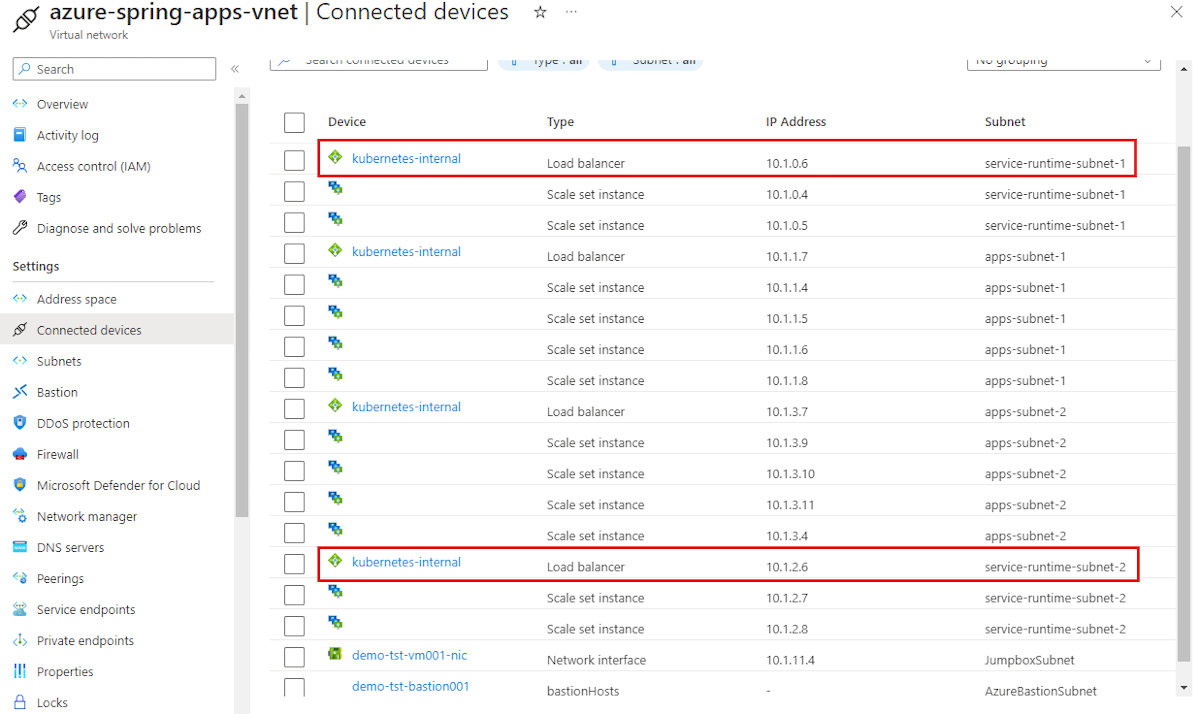 azure-spring-apps-vnet | Connected devices ☆ ...
Virtual network
Search «
Search connected devices Type : all Subnet : all No grouping
Overview
Activity log
Access control (IAM)
Tags
Diagnose and solve problems
Settings
Address space
Connected devices
Subnets
Bastion
DDoS protection
Firewall
Microsoft Defender for Cloud
Network manager
DNS servers
Peerings
Service endpoints
Private endpoints
Properties
Locks
Device Type IP Address Subnet
kubernetes-internal Load balancer 10.1.0.6 service-runtime-subnet-1
Scale set instance 10.1.0.4 service-runtime-subnet-1
Scale set instance 10.1.0.5 service-runtime-subnet-1
kubernetes-internal Load balancer 10.1.1.7 apps-subnet-1
Scale set instance 10.1.1.4 apps-subnet-1
Scale set instance 10.1.1.5 apps-subnet-1
Scale set instance 10.1.1.6 apps-subnet-1
Scale set instance 10.1.1.8 apps-subnet-1
kubernetes-internal Load balancer 10.1.3.7 apps-subnet-2
Scale set instance 10.1.3.9 apps-subnet-2
Scale set instance 10.1.3.10 apps-subnet-2
Scale set instance 10.1.3.11 apps-subnet-2
Scale set instance 10.1.3.4 apps-subnet-2
kubernetes-internal Load balancer 10.1.2.6 service-runtime-subnet-2
Scale set instance 10.1.2.7 service-runtime-subnet-2
Scale set instance 10.1.2.8 service-runtime-subnet-2
demo-tst-vm001-nic Network interface 10.1.11.4 JumpboxSubnet
demo-tst-bastion001 bastionHosts - AzureBastionSubnet